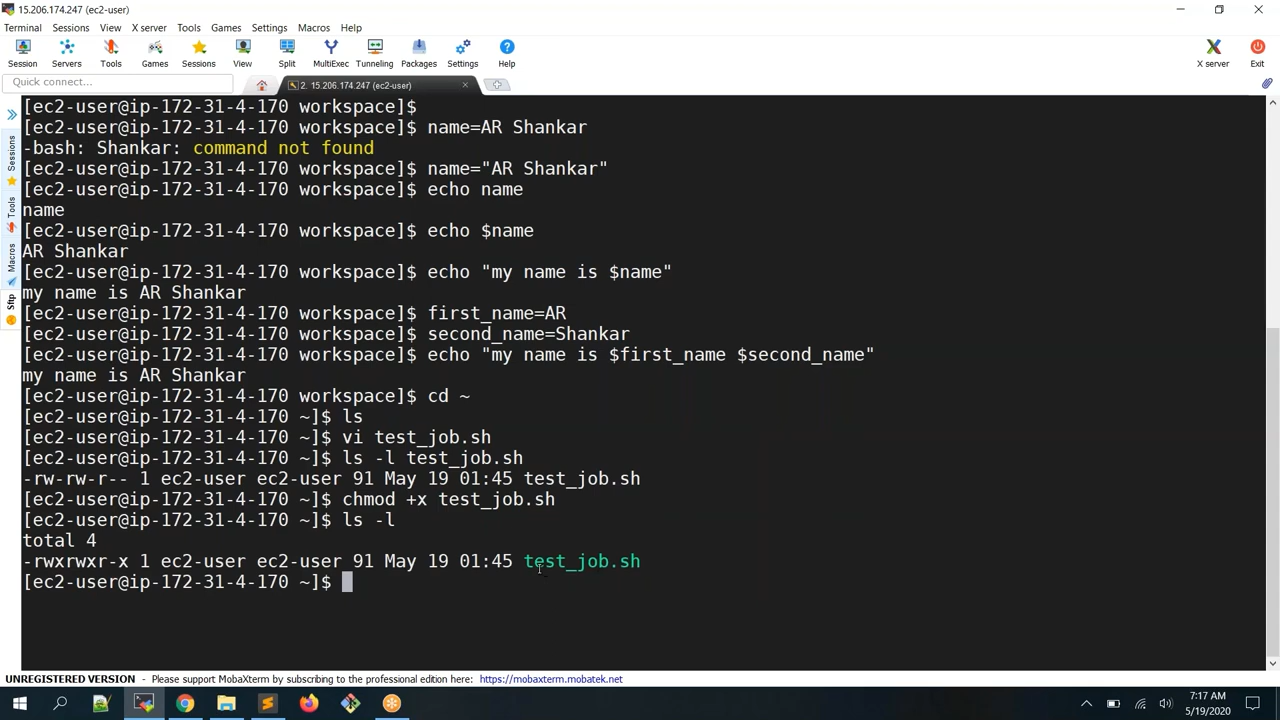 15.206.174.247 (ec2-user)
Terminal Sessions View X server Tools Games Settings Macros Help
Session Servers Tools Games Sessions View Split MultiExec Tunneling Packages Settings Help X server Exit
Quick connect...
2. 15.206.174.247 (ec2-user)
Sessions
Tools
Macros
Sftp
[ec2-user@ip-172-31-4-170 workspace]$
[ec2-user@ip-172-31-4-170 workspace]$ name=AR Shankar
-bash: Shankar: command not found
[ec2-user@ip-172-31-4-170 workspace]$ name="AR Shankar"
[ec2-user@ip-172-31-4-170 workspace]$ echo name
name
[ec2-user@ip-172-31-4-170 workspace]$ echo $name
AR Shankar
[ec2-user@ip-172-31-4-170 workspace]$ echo "my name is $name"
my name is AR Shankar
[ec2-user@ip-172-31-4-170 workspace]$ first_name=AR
[ec2-user@ip-172-31-4-170 workspace]$ second_name=Shankar
[ec2-user@ip-172-31-4-170 workspace]$ echo "my name is $first_name $second_name"
my name is AR Shankar
[ec2-user@ip-172-31-4-170 workspace]$ cd ~
[ec2-user@ip-172-31-4-170 ~]$ ls
[ec2-user@ip-172-31-4-170 ~]$ vi test_job.sh
[ec2-user@ip-172-31-4-170 ~]$ ls -l test_job.sh
-rw-rw-r-- 1 ec2-user ec2-user 91 May 19 01:45 test_job.sh
[ec2-user@ip-172-31-4-170 ~]$ chmod +x test_job.sh
[ec2-user@ip-172-31-4-170 ~]$ ls -l
total 4
-rwxrwxr-x 1 ec2-user ec2-user 91 May 19 01:45 test_job.sh
[ec2-user@ip-172-31-4-170 ~]$
UNREGISTERED VERSION - Please support MobaXterm by subscribing to the professional edition here: https://mobaxterm.mobatek.net
7:17 AM
5/19/2020